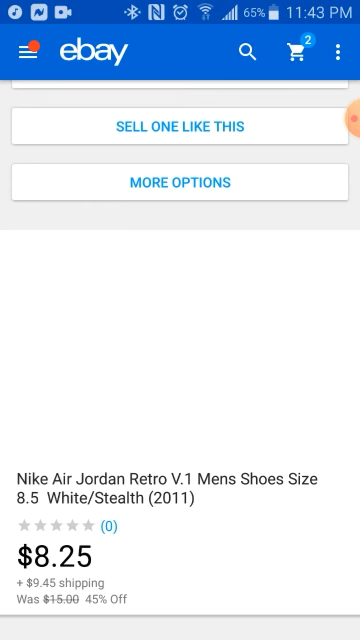 65% 11:43 PM
ebay
2
SELL ONE LIKE THIS
MORE OPTIONS
Nike Air Jordan Retro V.1 Mens Shoes Size
8.5 White/Stealth (2011)
(0)
$8.25
+ $9.45 shipping
Was $15.00 45% Off